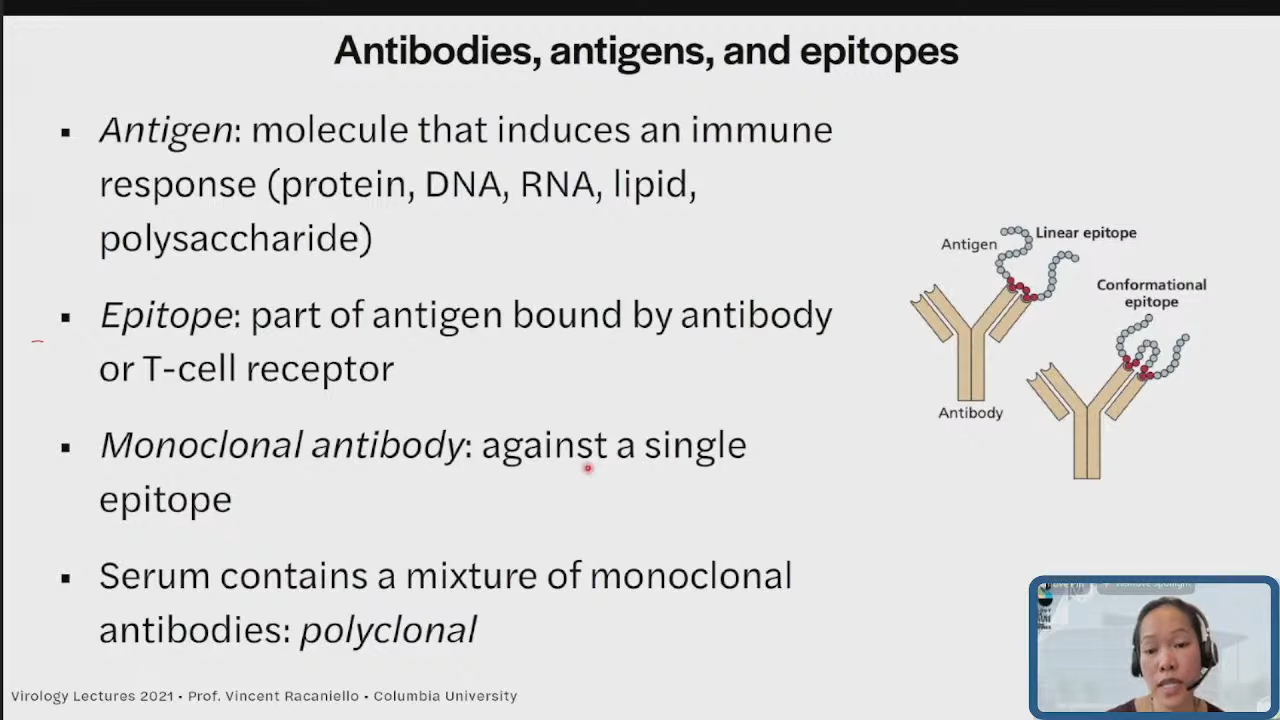 Antibodies, antigens, and epitopes
▪ Antigen: molecule that induces an immune
response (protein, DNA, RNA, lipid,
polysaccharide)
▪ Epitope: part of antigen bound by antibody
or T-cell receptor
▪ Monoclonal antibody: against a single
epitope
▪ Serum contains a mixture of monoclonal
antibodies: polyclonal
Antigen
Linear epitope
Conformational
epitope
Antibody
Virology Lectures 2021 • Prof. Vincent Racaniello • Columbia University